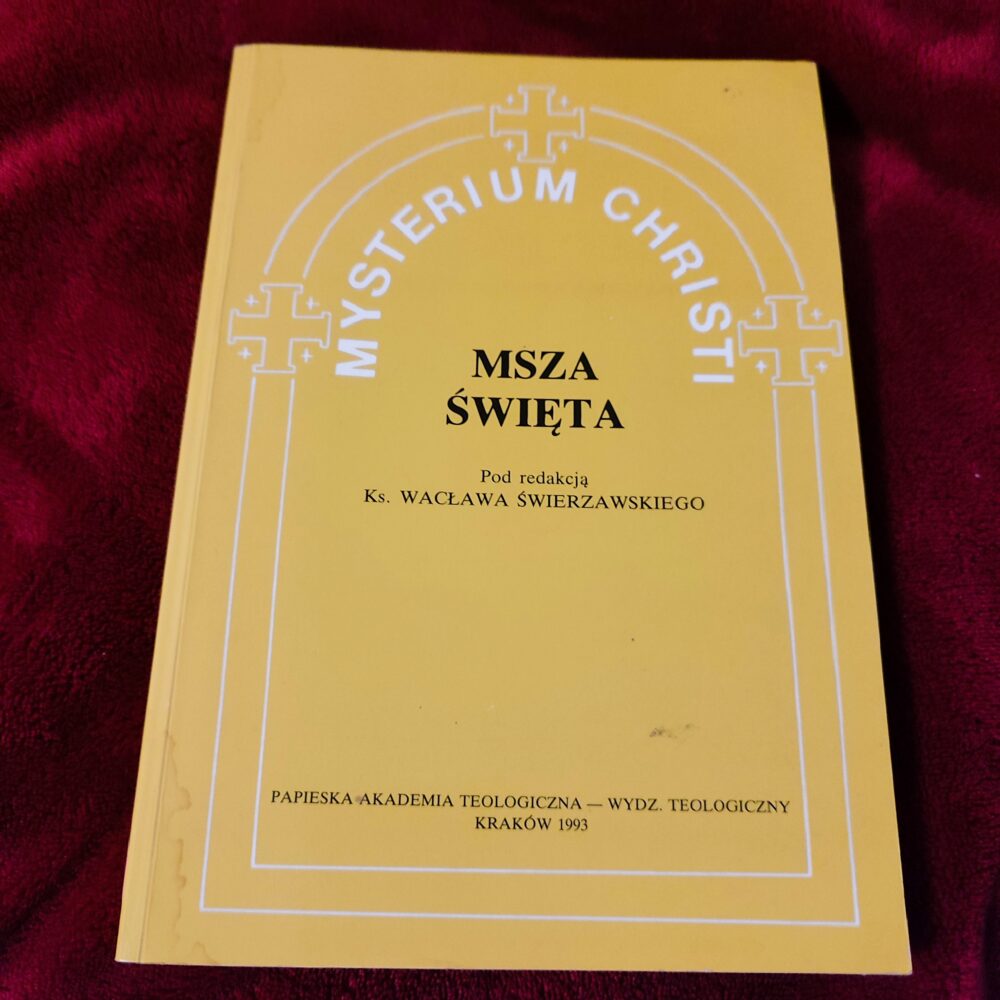 MYSTERIUM CHRISTI
MSZA
ŚWIĘTA
Pod redakcją
Ks. WACŁAWA ŚWIERZAWSKIEGO
PAPIESKA AKADEMIA TEOLOGICZNA — WYDZ. TEOLOGICZNY
KRAKÓW 1993